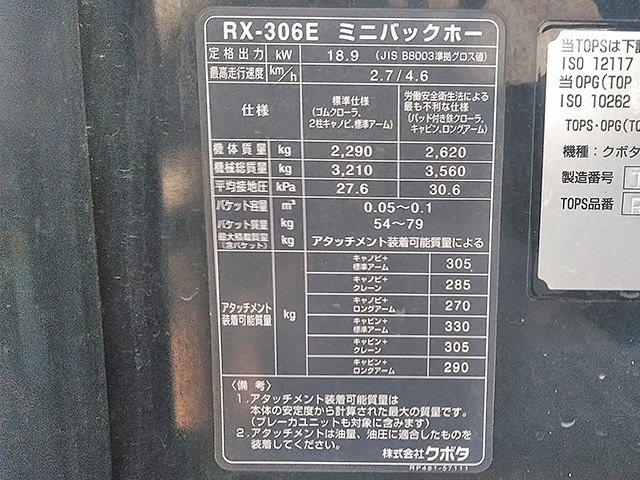 RX-306E ミニバックホー
定格出力 kW 18.9 (JIS B8003準拠グロス値)
最高走行速度 km/h 2.7/4.6
仕様
標準仕様
(ゴムクローラ、
2柱キャノピ、標準アーム)
労働安全衛生法による
最も不利な仕様
(パッド付き鉄クローラ、
キャビン、ロングアーム)
機体質量 kg 2,290 2,620
機械総質量 kg 3,210 3,560
平均接地圧 kPa 27.6 30.6
バケット容量 m³ 0.05～0.1
バケット質量 kg 54～79
最大積載質量
(含バケット)
kg アタッチメント装着可能質量による
アタッチメント
装着可能質量
kg
キャノピ+
標準アーム
305
キャノピ+
クレーン
285
キャノピ+
ロングアーム
270
キャビン+
標準アーム
330
キャビン+
クレーン
305
キャビン+
ロングアーム
290
〈備考〉
1.アタッチメント装着可能質量は
本体の安定度から計算された最大の質量です。
(ブレーカユニットも対象に含みます)
2.アタッチメントは油量、油圧に適合したものを
装着してください。
株式会社クボタ
RP481-57111
当TOPSは下
ISO 12117
当OPG(TOP
ISO 10262
TOPS・OPG(TO
機種：クボタ
製造番号
TOPS品番